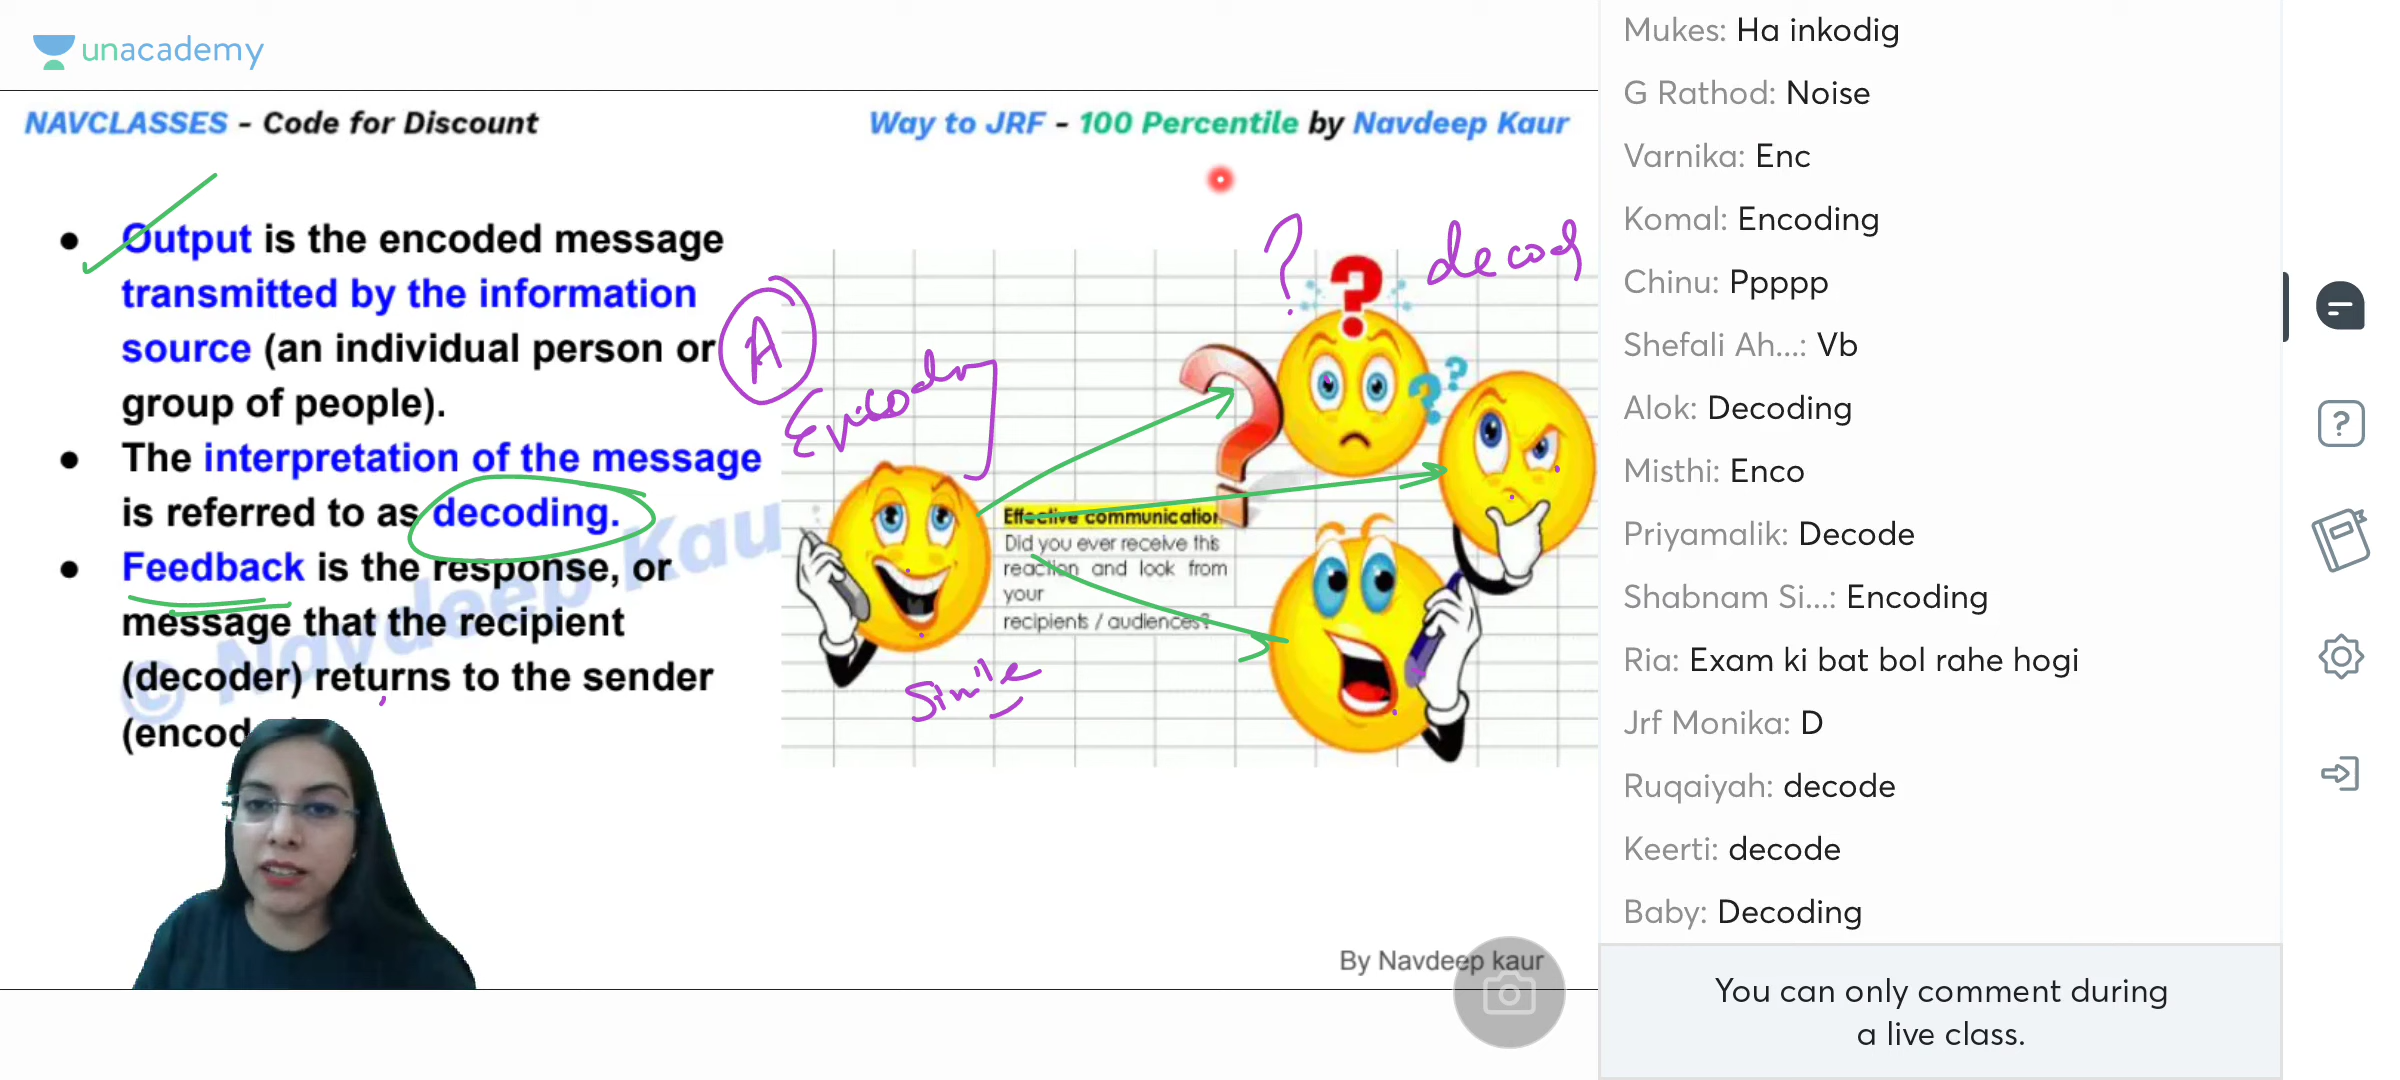 unacademy
NAVCLASSES - Code for Discount
Way to JRF - 100 Percentile by Navdeep Kaur
● Output is the encoded message
transmitted by the information
source (an individual person or
group of people).
● The interpretation of the message
is referred to as decoding.
● Feedback is the response, or
message that the recipient
(decoder) returns to the sender
(encod
© Navdeep Kau
A
?
decod
Smile
Effective communication
Did you ever receive this
reaction and look from
your
recipients / audiences?
By Navdeep kaur
Mukes: Ha inkodig
G Rathod: Noise
Varnika: Enc
Komal: Encoding
Chinu: Ppppp
Shefali Ah...: Vb
Alok: Decoding
Misthi: Enco
Priyamalik: Decode
Shabnam Si...: Encoding
Ria: Exam ki bat bol rahe hogi
Jrf Monika: D
Ruqaiyah: decode
Keerti: decode
Baby: Decoding
You can only comment during
a live class.